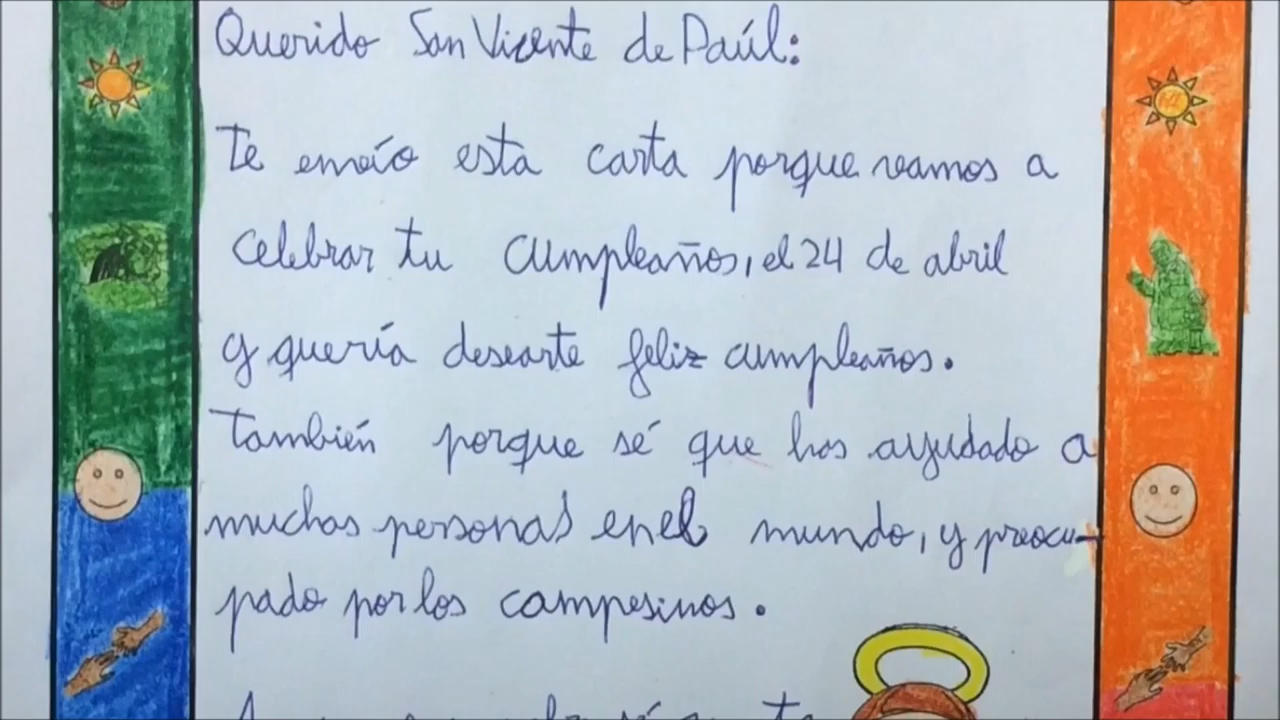 Querido San Vicente de Paúl:
Te envío esta carta porque vamos a
celebrar tu cumpleaños, el 24 de abril
y quería desearte feliz cumpleaños.
También porque sé que has ayudado a
muchas personas en el mundo, y preocu-
pado por los campesinos.